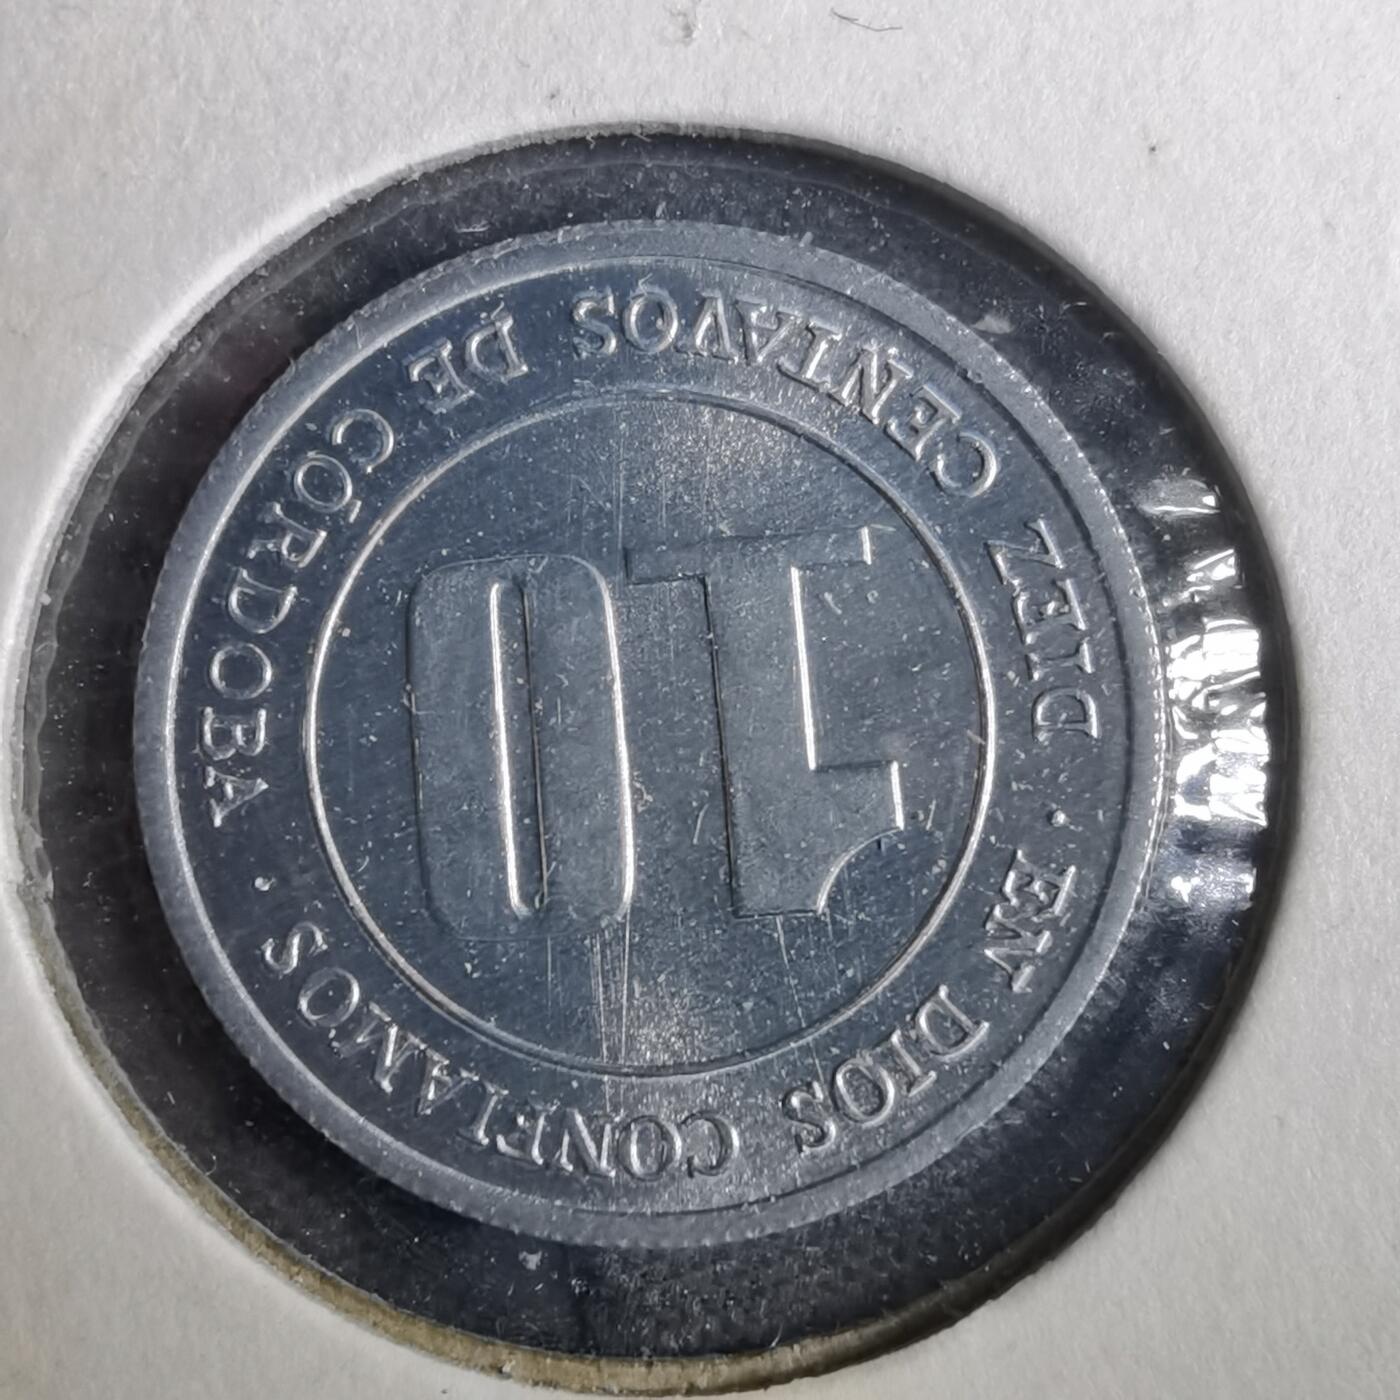 DIEZ CENTAVOS DE CÓRDOBA ·
EN DIOS CONFIAMOS ·
10